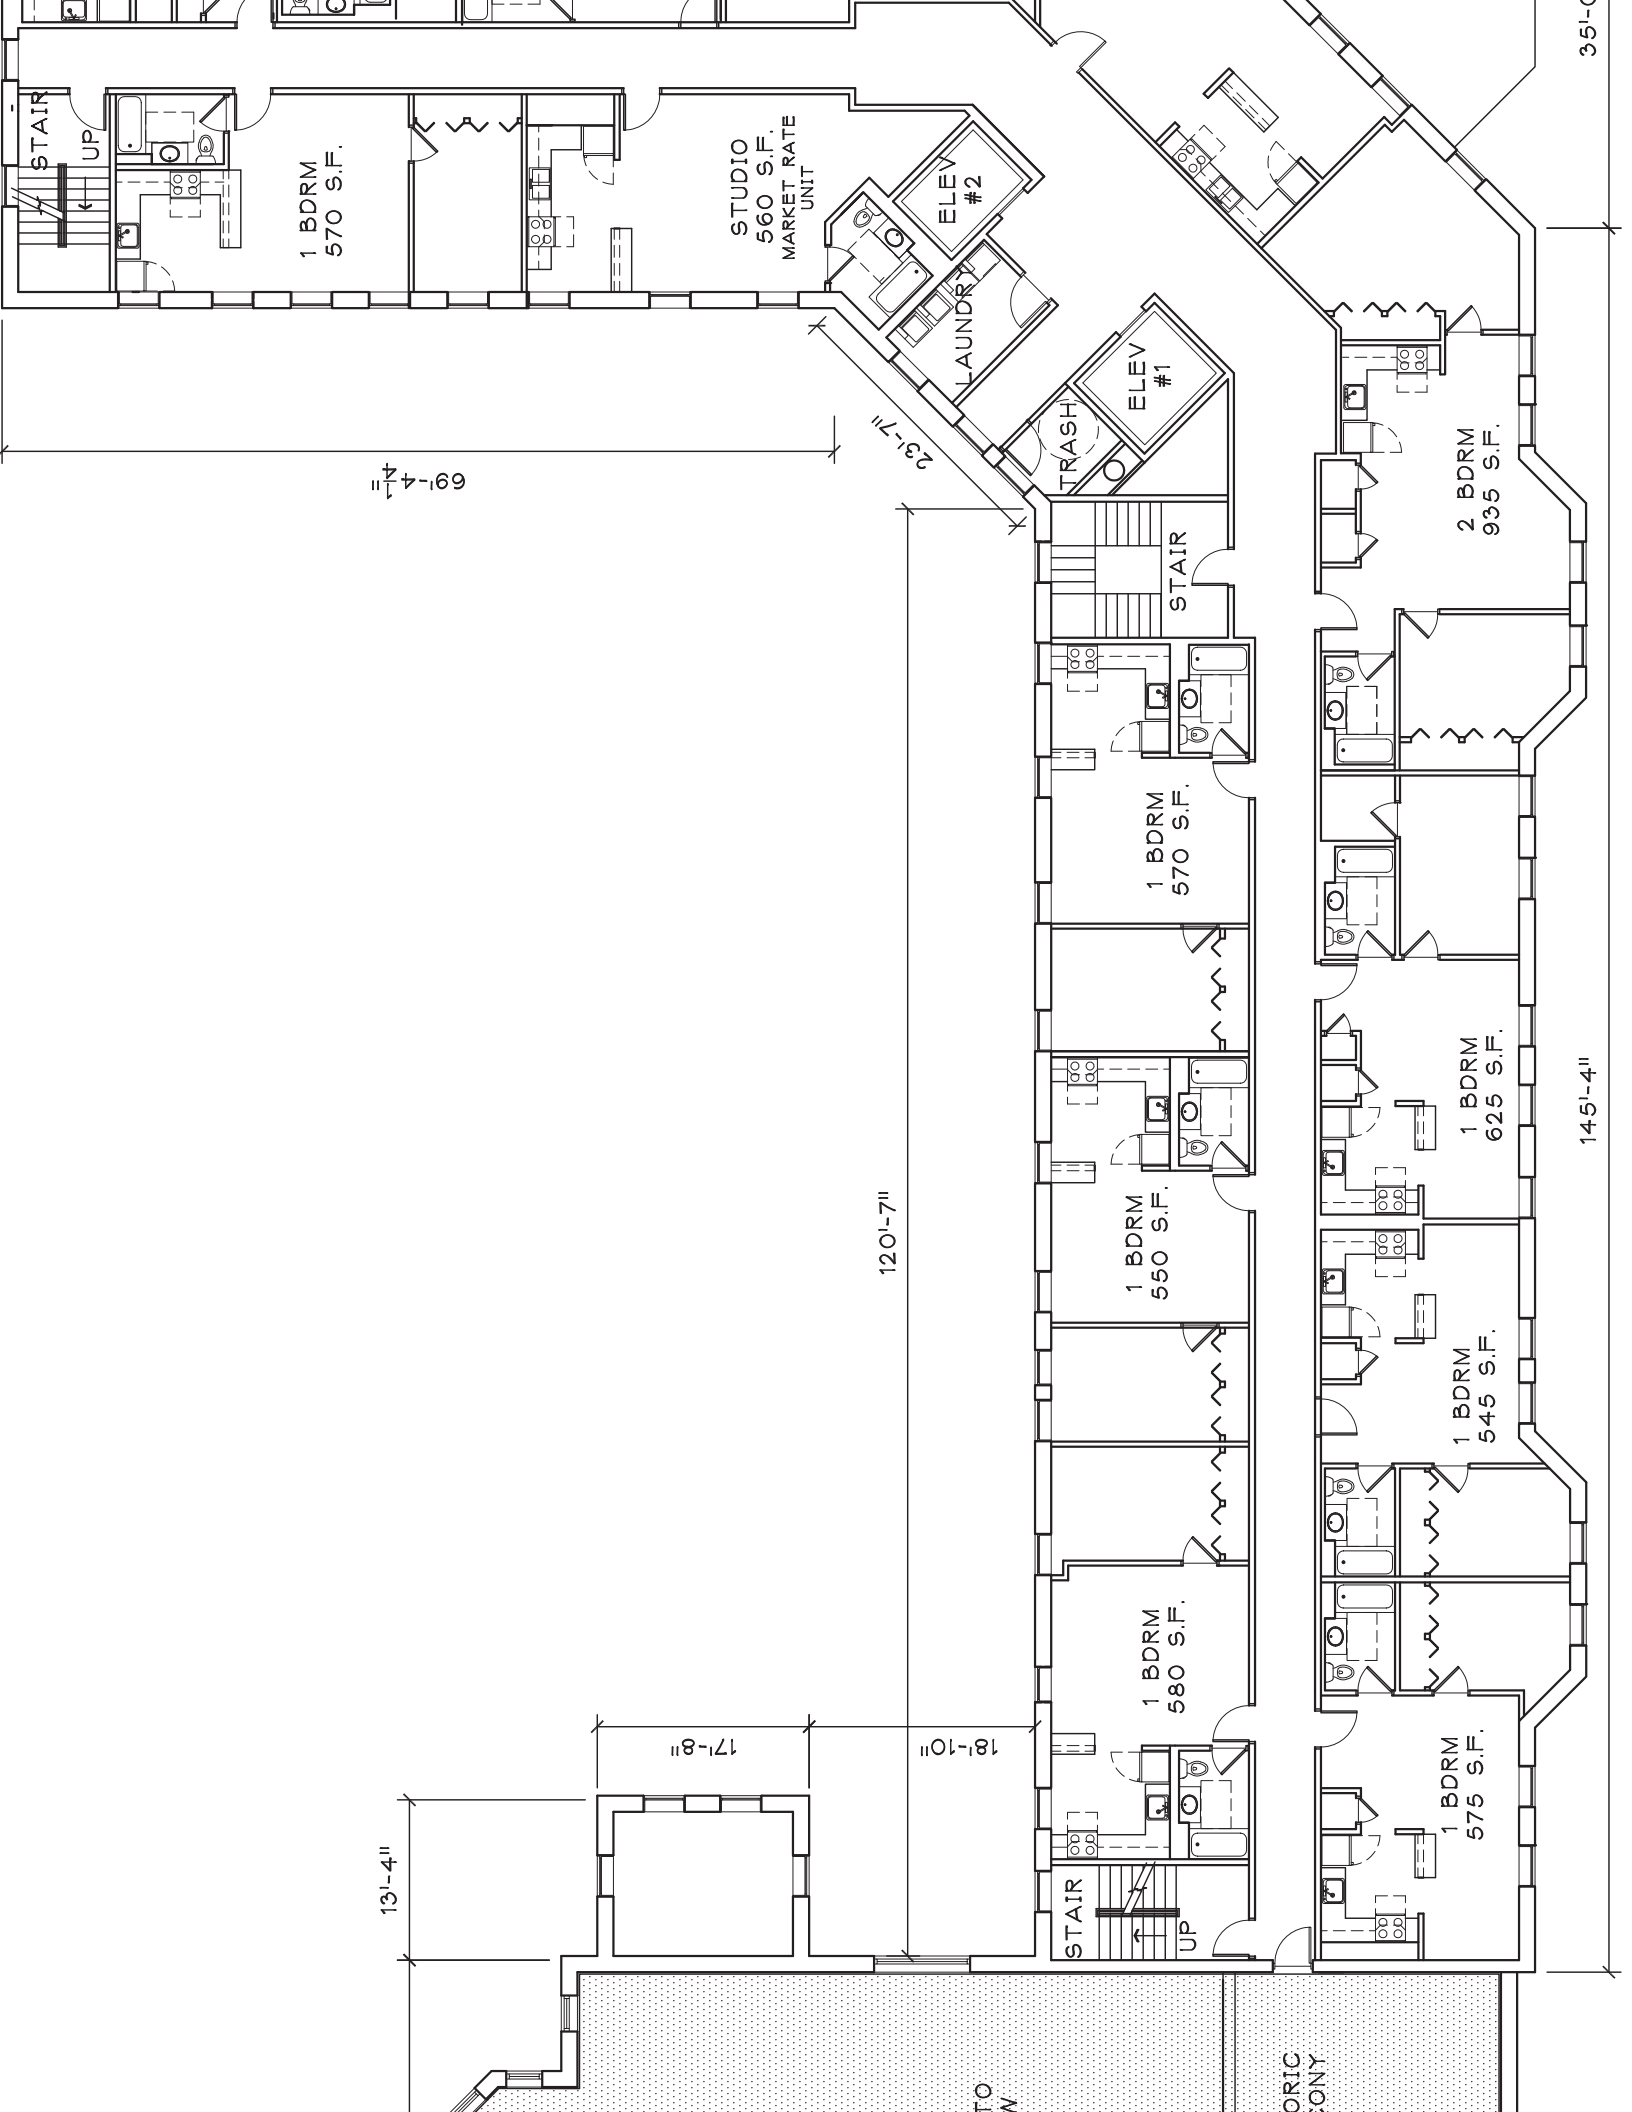 35'-0
STAIR
UP
1 BDRM
570 S.F.
STUDIO
560 S.F.
MARKET RATE
UNIT
ELEV
#2
LAUNDRY
ELEV
#1
TRASH
23'-7"
69'-4 1/4"
STAIR
2 BDRM
935 S.F.
1 BDRM
570 S.F.
1 BDRM
625 S.F.
145'-4"
120'-7"
1 BDRM
550 S.F.
1 BDRM
545 S.F.
1 BDRM
580 S.F.
17'-8"
18'-10"
1 BDRM
575 S.F.
13'-4"
STAIR
UP
TO
W
ORIC
CONY